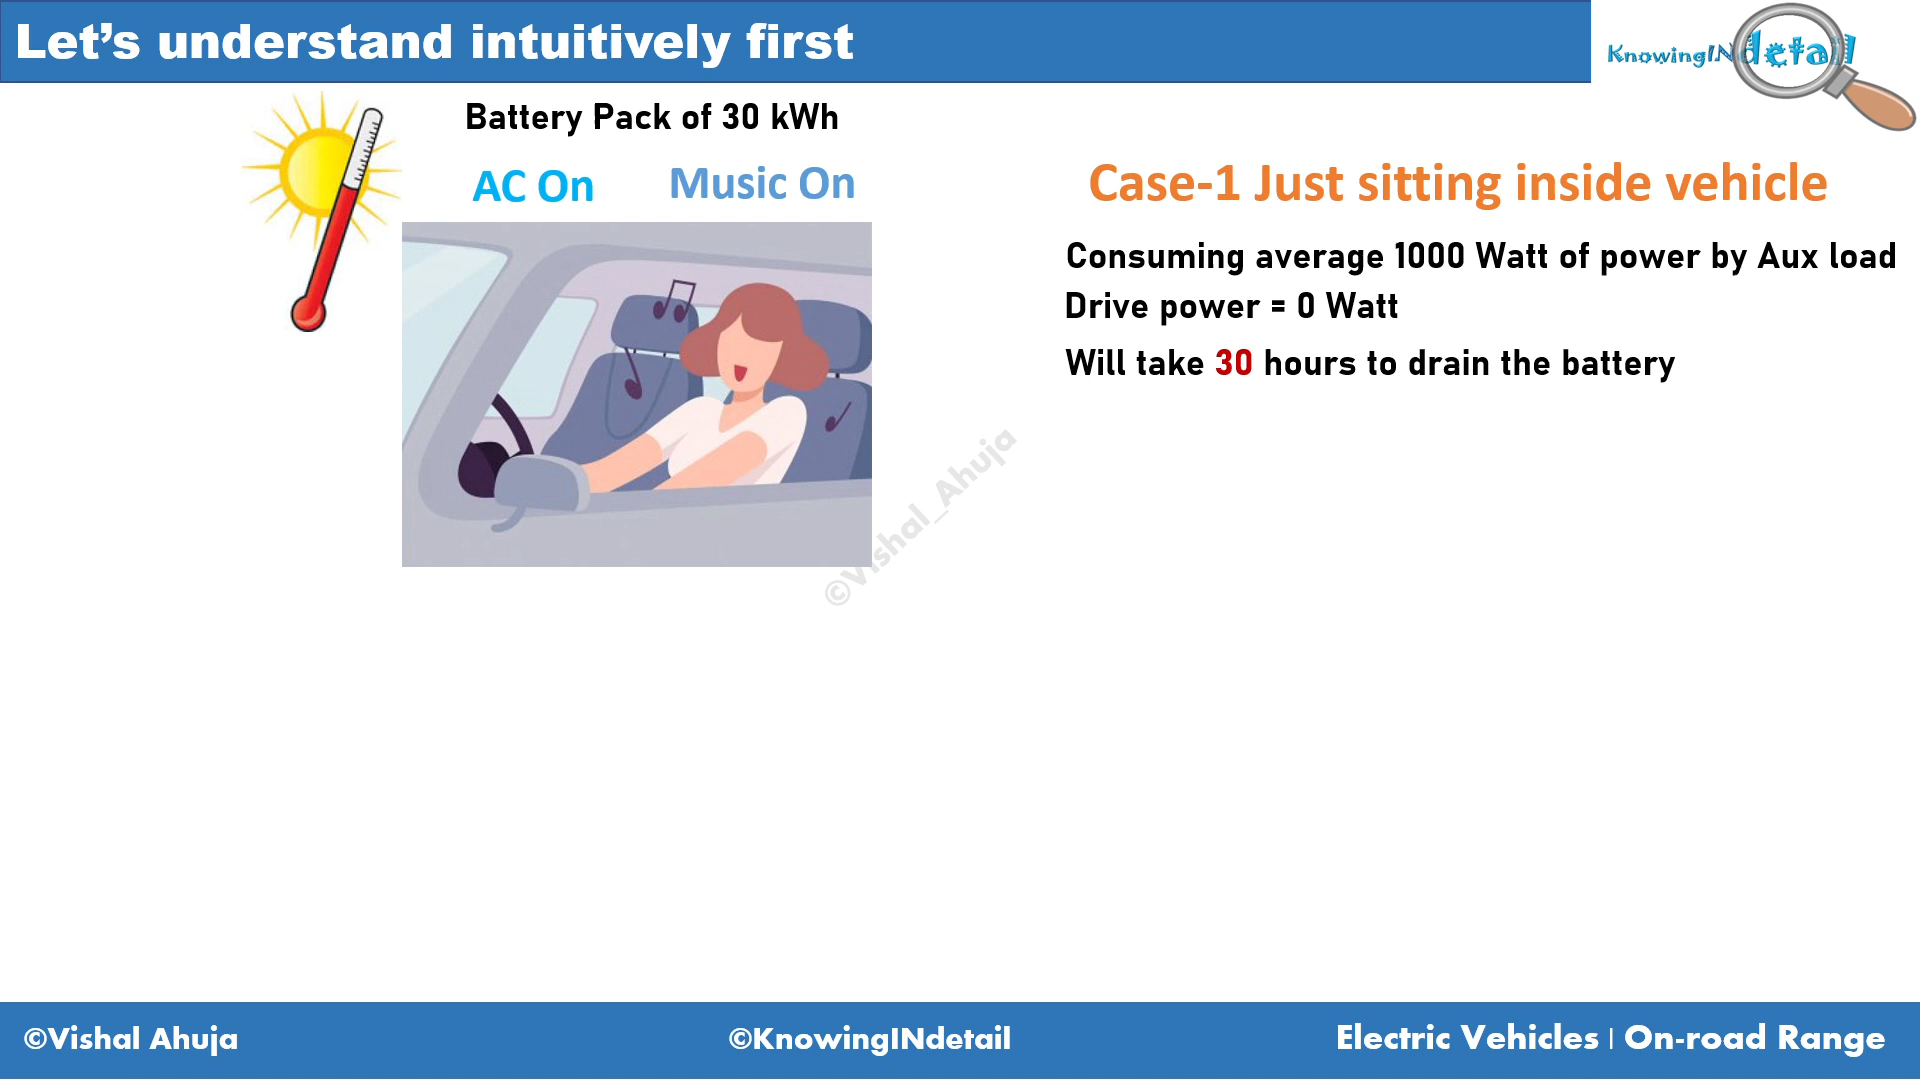 Let’s understand intuitively first
KnowingINdetail
Battery Pack of 30 kWh
AC On
Music On
Case-1 Just sitting inside vehicle
Consuming average 1000 Watt of power by Aux load
Drive power = 0 Watt
Will take 30 hours to drain the battery
©Vishal_Ahuja
©Vishal Ahuja
©KnowingINdetail
Electric Vehicles | On-road Range